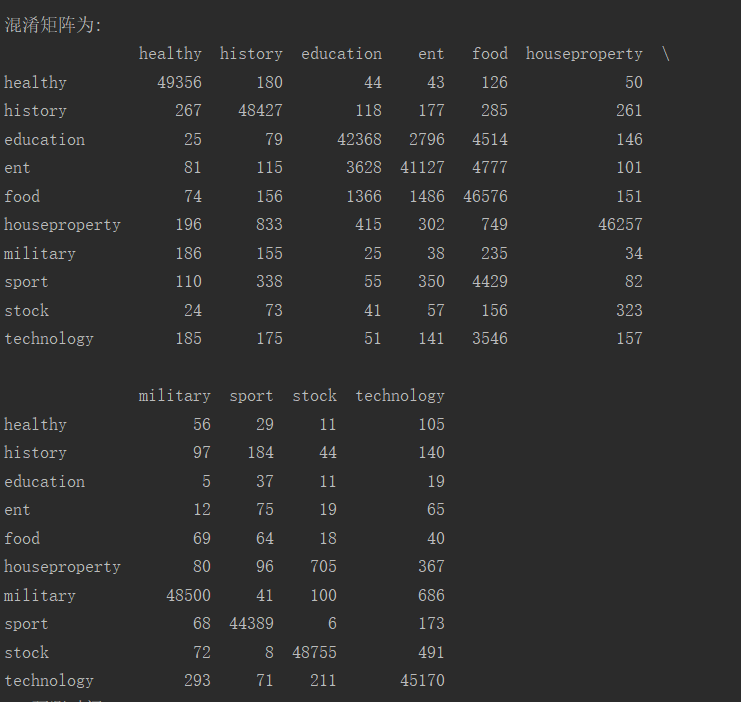 混淆矩阵为:
healthy history education ent food houseproperty \
healthy 49356 180 44 43 126 50
history 267 48427 118 177 285 261
education 25 79 42368 2796 4514 146
ent 81 115 3628 41127 4777 101
food 74 156 1366 1486 46576 151
houseproperty 196 833 415 302 749 46257
military 186 155 25 38 235 34
sport 110 338 55 350 4429 82
stock 24 73 41 57 156 323
technology 185 175 51 141 3546 157
military sport stock technology
healthy 56 29 11 105
history 97 184 44 140
education 5 37 11 19
ent 12 75 19 65
food 69 64 18 40
houseproperty 80 96 705 367
military 48500 41 100 686
sport 68 44389 6 173
stock 72 8 48755 491
technology 293 71 211 45170